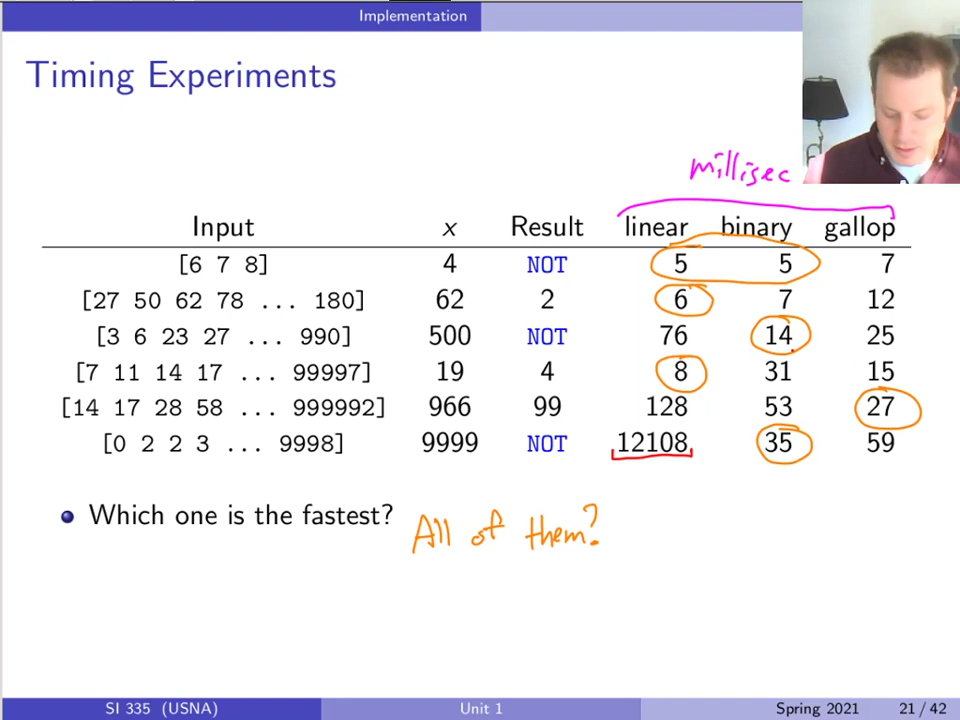 Implementation
Timing Experiments
millisec
Input x Result linear binary gallop
[6 7 8] 4 NOT 5 5 7
[27 50 62 78 ... 180] 62 2 6 7 12
[3 6 23 27 ... 990] 500 NOT 76 14 25
[7 11 14 17 ... 99997] 19 4 8 31 15
[14 17 28 58 ... 999992] 966 99 128 53 27
[0 2 2 3 ... 9998] 9999 NOT 12108 35 59
Which one is the fastest? All of them?
SI 335 (USNA) Unit 1 Spring 2021 21 / 42